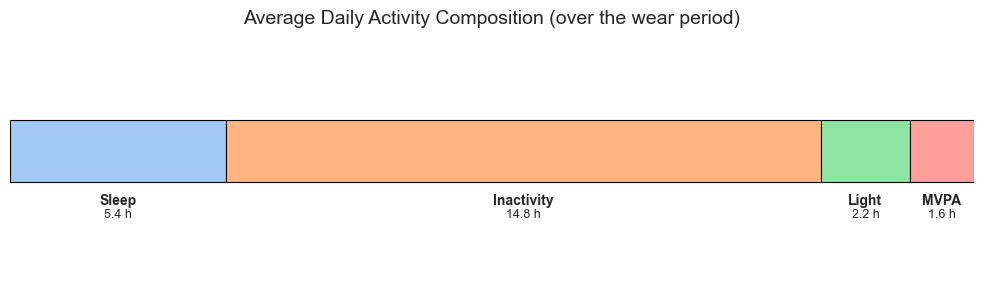 Average Daily Activity Composition (over the wear period)
Sleep
5.4 h
Inactivity
14.8 h
Light
2.2 h
MVPA
1.6 h